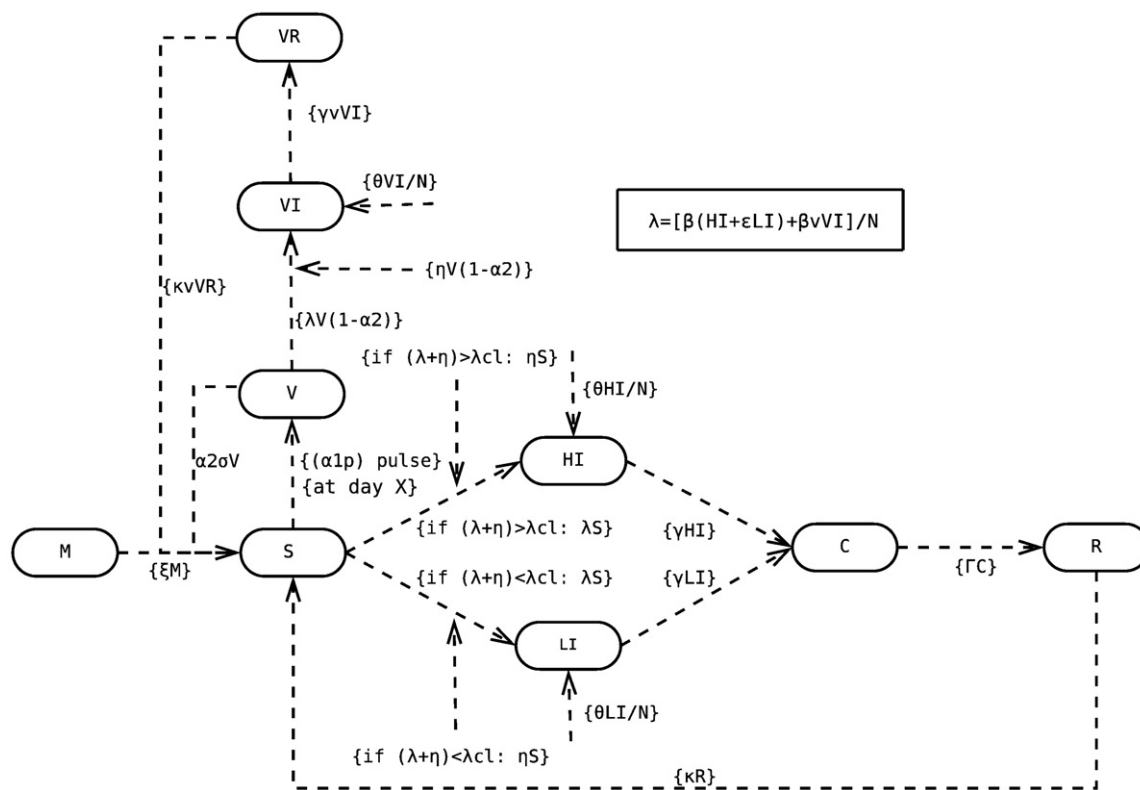 VR
{γvVI}
{θVI/N}
VI
λ=[β(HI+εLI)+βvVI]/N
{ηV(1-α2)}
{κvVR}
{λV(1-α2)}
{if (λ+η)>λcl: ηS}
V
{θHI/N}
α2σV
{(α1p) pulse}
{at day X}
HI
{if (λ+η)>λcl: λS}
{γHI}
M
S
C
R
{ξM}
{ΓC}
{if (λ+η)<λcl: λS}
{γLI}
LI
{θLI/N}
{if (λ+η)<λcl: ηS}
{κR}